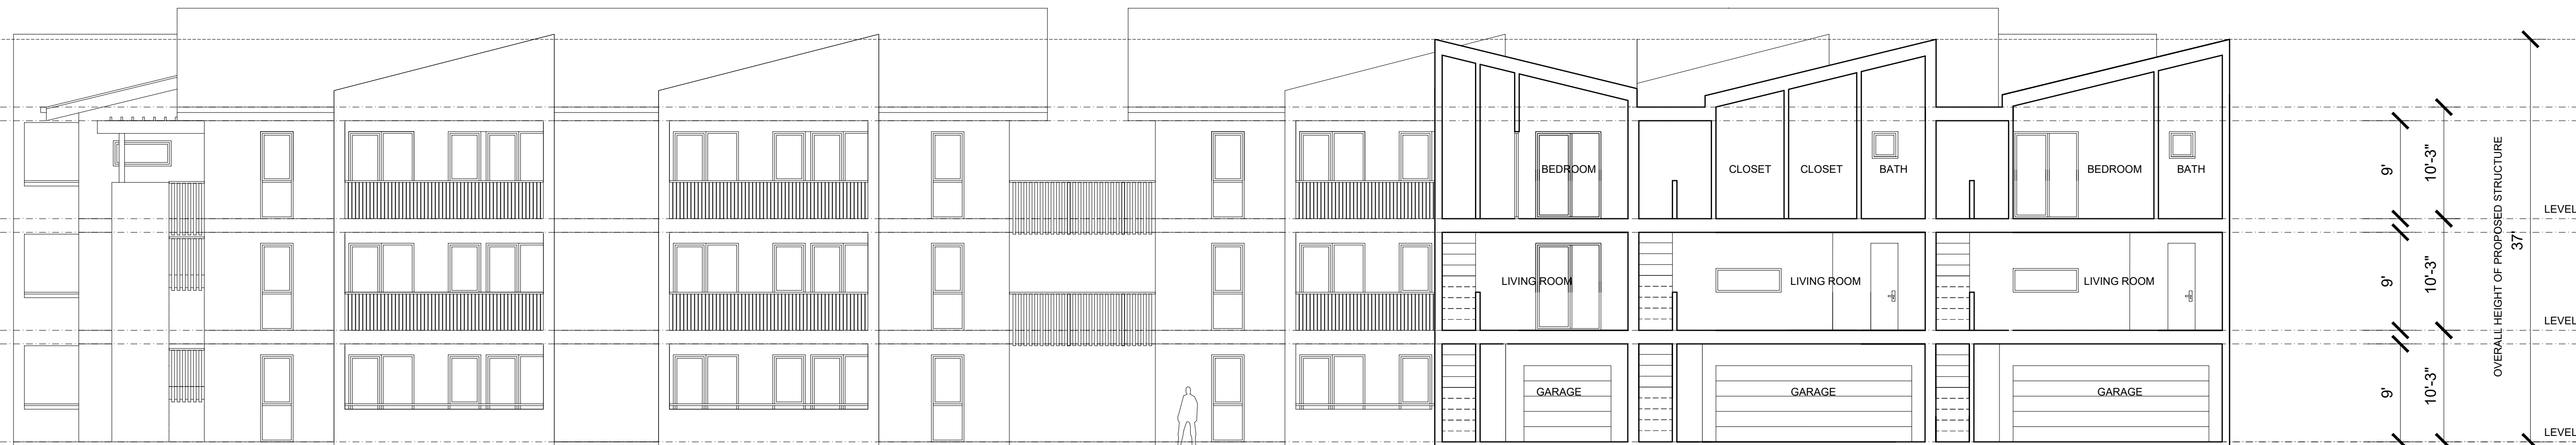 BEDROOM
CLOSET
CLOSET
BATH
BEDROOM
BATH
9'
10'-3"
LEVEL
LIVING ROOM
LIVING ROOM
LIVING ROOM
9'
10'-3"
OVERALL HEIGHT OF PROPOSED STRUCTURE
37'
LEVEL
GARAGE
GARAGE
GARAGE
9'
10'-3"
LEVEL